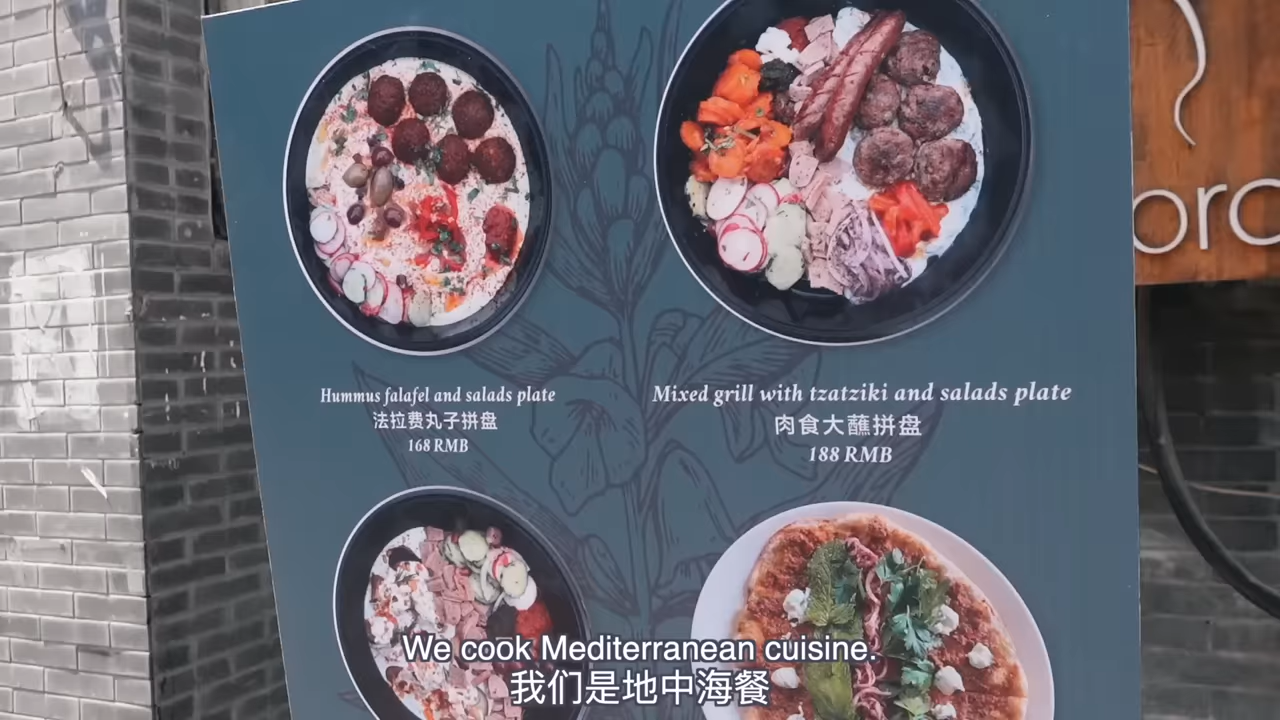 Hummus falafel and salads plate
法拉费丸子拼盘
168 RMB
Mixed grill with tzatziki and salads plate
肉食大蘸拼盘
188 RMB
orc
We cook Mediterranean cuisine.
我们是地中海餐